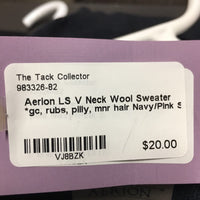 The Tack Collector
983326-82
Aerion LS V Neck Wool Sweater
*gc, rubs, pilly, mnr hair Navy/Pink S
$20.00
VJ8BZK